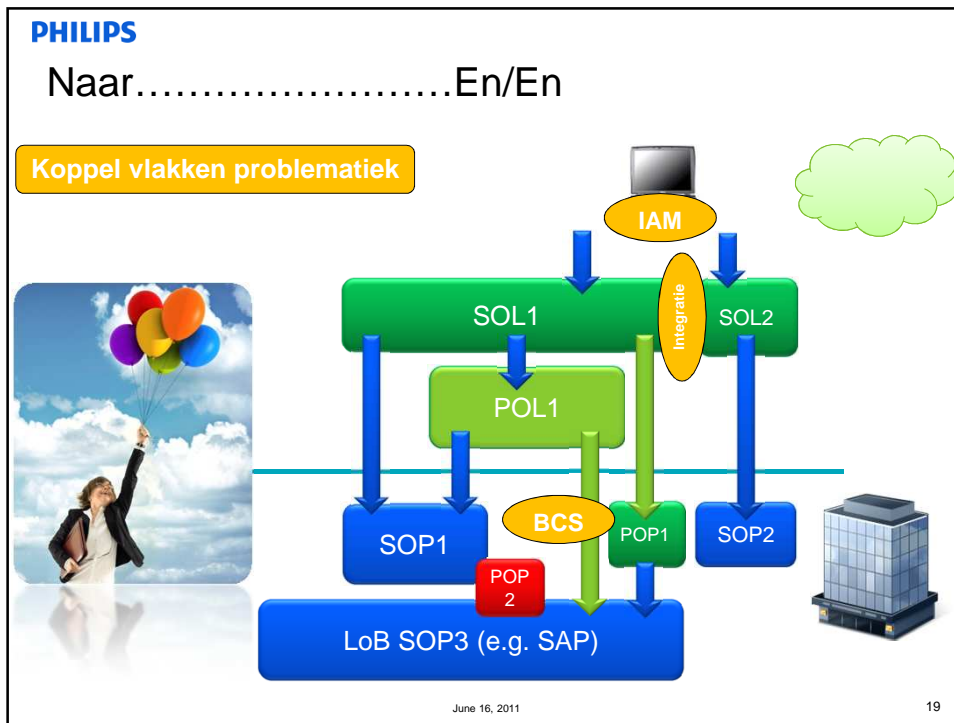 PHILIPS
Naar……………………En/En
Koppel vlakken problematiek
IAM
SOL1
Integratie
SOL2
POL1
SOP1
BCS
POP1
SOP2
POP
2
LoB SOP3 (e.g. SAP)
June 16, 2011
19